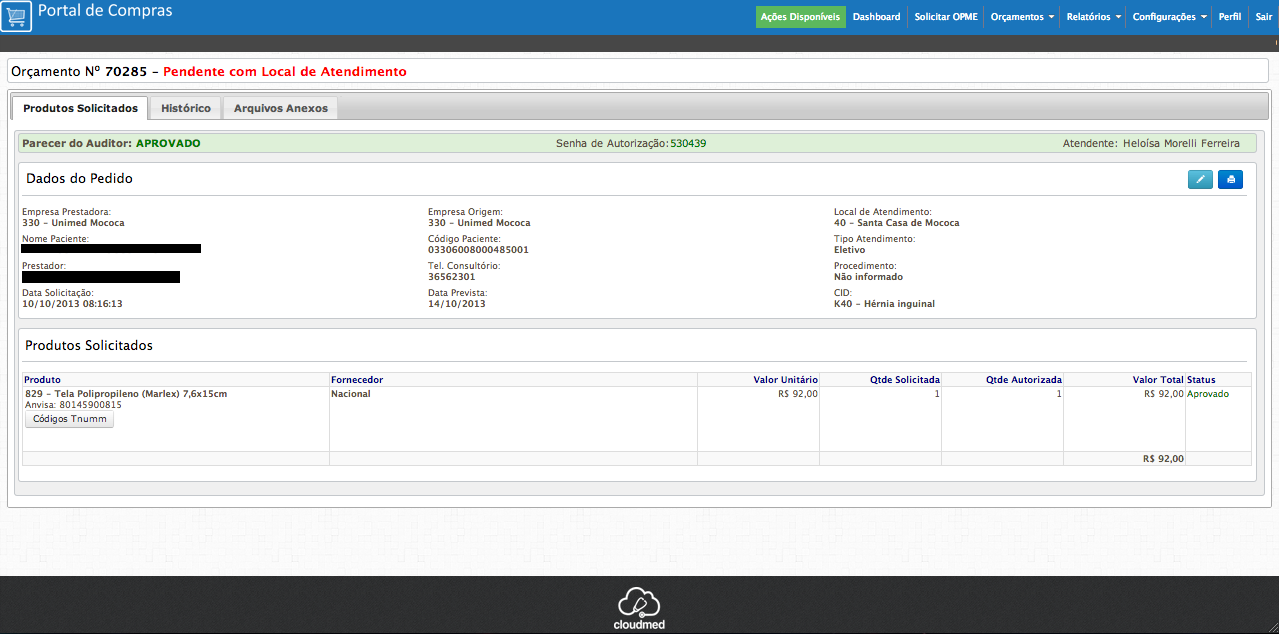 Portal de Compras
Ações Disponíveis Dashboard Solicitar OPME Orçamentos Relatórios Configurações Perfil Sair
Orçamento Nº 70285 - Pendente com Local de Atendimento
Produtos Solicitados Histórico Arquivos Anexos
Parecer do Auditor: APROVADO Senha de Autorização: 530439 Atendente: Heloísa Morelli Ferreira
Dados do Pedido
Empresa Prestadora: Empresa Origem: Local de Atendimento:
330 - Unimed Mococa 330 - Unimed Mococa 40 - Santa Casa de Mococa
Nome Paciente: Código Paciente: Tipo Atendimento:
03306008000485001 Eletivo
Prestador: Tel. Consultório: Procedimento:
36562301 Não informado
Data Solicitação: Data Prevista: CID:
10/10/2013 08:16:13 14/10/2013 K40 - Hérnia inguinal
Produtos Solicitados
Produto Fornecedor Valor Unitário Qtde Solicitada Qtde Autorizada Valor Total Status
829 - Tela Polipropileno (Marlex) 7,6x15cm Nacional R$ 92,00 1 1 R$ 92,00 Aprovado
Anvisa: 80145900815
Códigos Tnumm
R$ 92,00
cloudmed